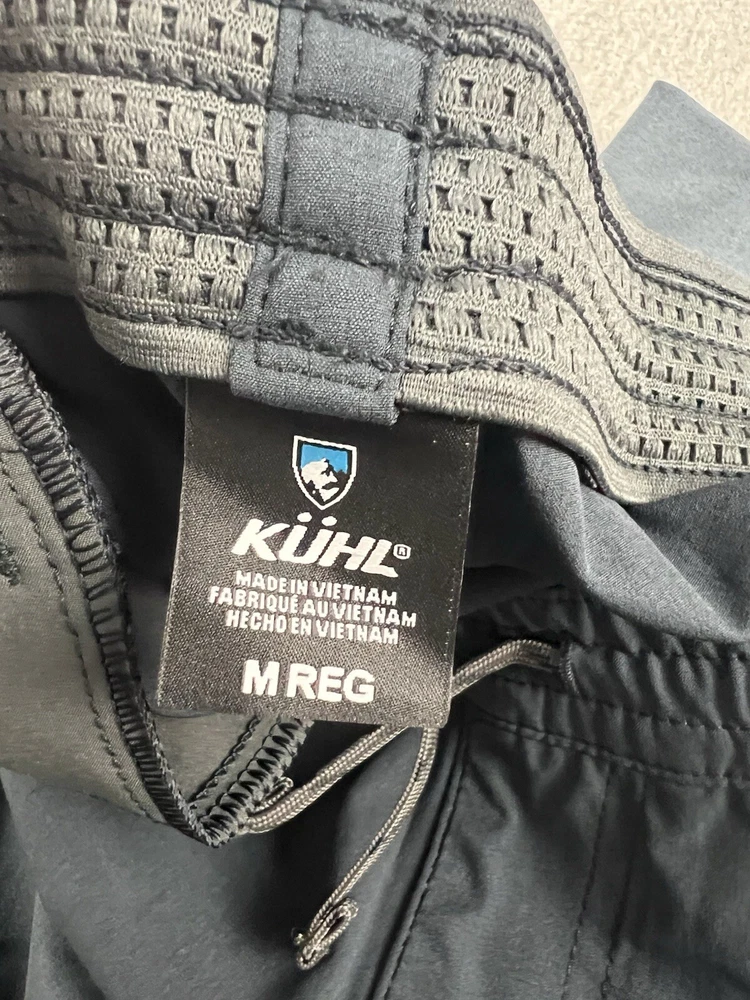 KÜHL®
MADE IN VIETNAM
FABRIQUÉ AU VIETNAM
HECHO EN VIETNAM
M REG